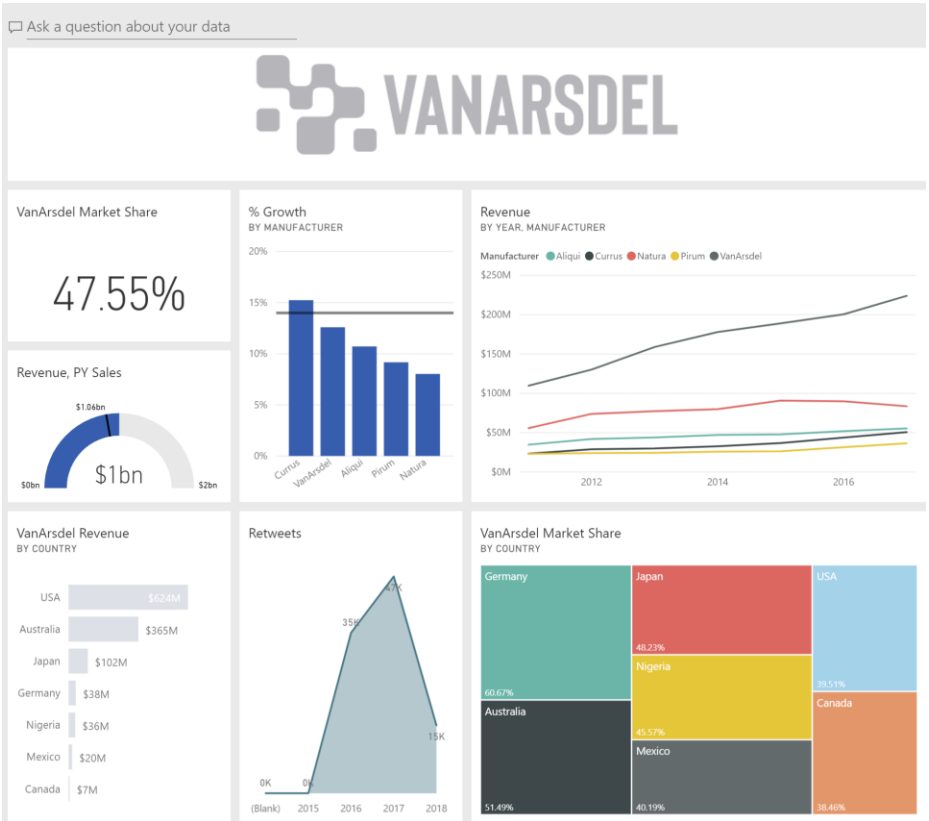 Ask a question about your data
VANARSDEL
VanArsdel Market Share
47.55%
Revenue, PY Sales
$1.06bn
$0bn
$1bn
$2bn
% Growth
BY MANUFACTURER
20%
15%
10%
5%
0%
Currus
VanArsdel
Aliqui
Pirum
Natura
Revenue
BY YEAR, MANUFACTURER
Manufacturer Aliqui Currus Natura Pirum VanArsdel
$250M
$200M
$150M
$100M
$50M
$0M
2012 2014 2016
VanArsdel Revenue
BY COUNTRY
USA $624M
Australia $365M
Japan $102M
Germany $38M
Nigeria $36M
Mexico $20M
Canada $7M
Retweets
47K
35K
15K
0K 0K
(Blank) 2015 2016 2017 2018
VanArsdel Market Share
BY COUNTRY
Germany
60.67%
Australia
51.49%
Japan
48.23%
Nigeria
45.57%
Mexico
40.19%
USA
39.51%
Canada
38.46%